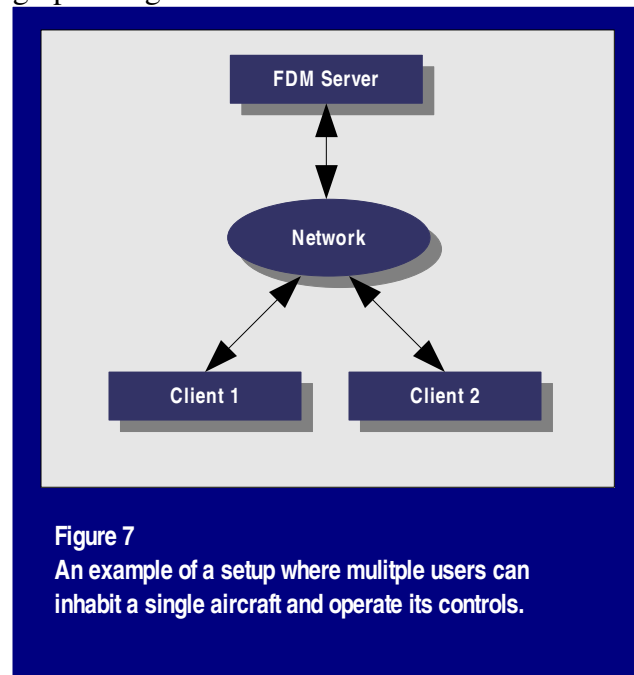 FDM Server
Network
Client 1
Client 2
Figure 7
An example of a setup where mulitple users can
inhabit a single aircraft and operate its controls.